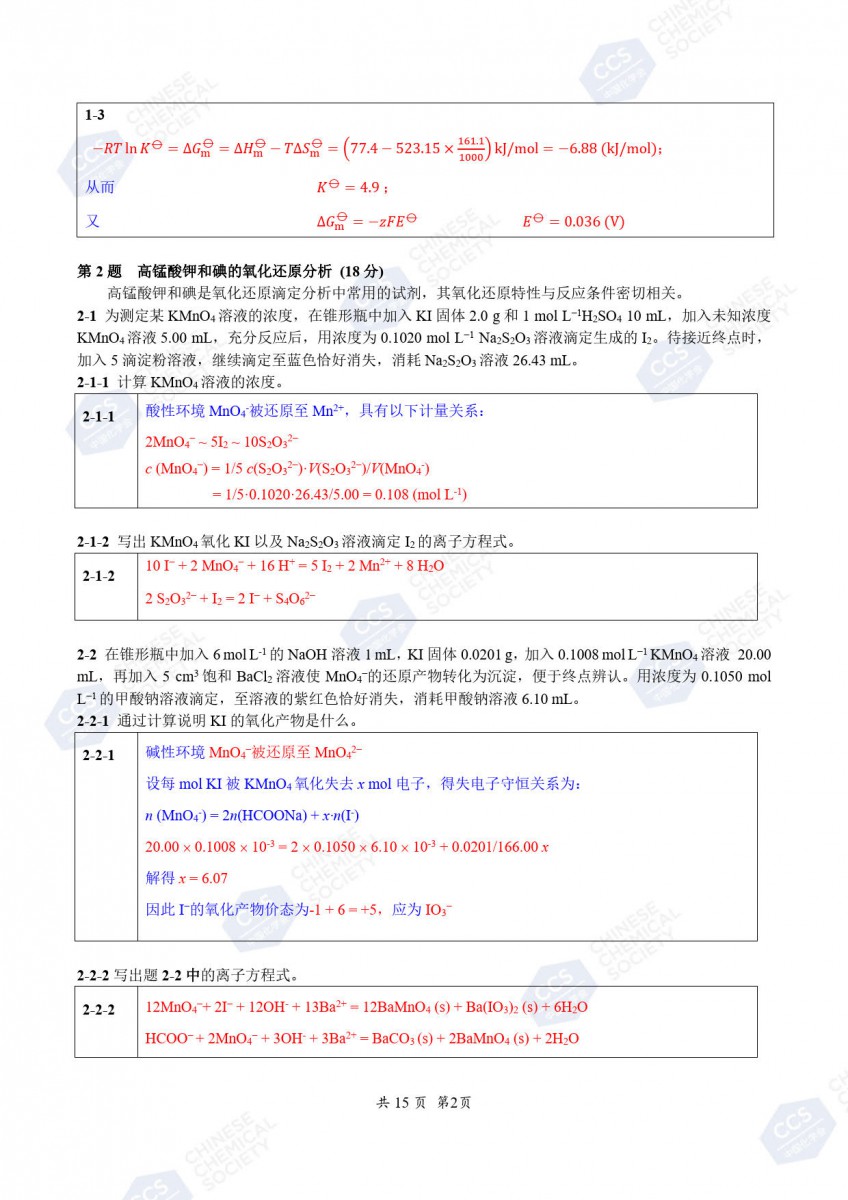 1-3
−RT ln K⊖ = ΔG⊖m = ΔH⊖m − TΔS⊖m = (77.4 − 523.15 × 161.1/1000) kJ/mol = −6.88 (kJ/mol);
从而 K⊖ = 4.9 ;
又 ΔG⊖m = −zFE⊖ E⊖ = 0.036 (V)
第 2 题 高锰酸钾和碘的氧化还原分析 (18 分)
高锰酸钾和碘是氧化还原滴定分析中常用的试剂，其氧化还原特性与反应条件密切相关。
2-1 为测定某 KMnO₄ 溶液的浓度，在锥形瓶中加入 KI 固体 2.0 g 和 1 mol L⁻¹H₂SO₄ 10 mL，加入未知浓度
KMnO₄ 溶液 5.00 mL，充分反应后，用浓度为 0.1020 mol L⁻¹ Na₂S₂O₃ 溶液滴定生成的 I₂。待接近终点时，
加入 5 滴淀粉溶液，继续滴定至蓝色恰好消失，消耗 Na₂S₂O₃ 溶液 26.43 mL。
2-1-1 计算 KMnO₄ 溶液的浓度。
2-1-1 酸性环境 MnO₄⁻被还原至 Mn²⁺，具有以下计量关系：
2MnO₄⁻ ~ 5I₂ ~ 10S₂O₃²⁻
c (MnO₄⁻) = 1/5 c(S₂O₃²⁻)·V(S₂O₃²⁻)/V(MnO₄⁻)
= 1/5·0.1020·26.43/5.00 = 0.108 (mol L⁻¹)
2-1-2 写出 KMnO₄ 氧化 KI 以及 Na₂S₂O₃ 溶液滴定 I₂ 的离子方程式。
2-1-2 10 I⁻ + 2 MnO₄⁻ + 16 H⁺ = 5 I₂ + 2 Mn²⁺ + 8 H₂O
2 S₂O₃²⁻ + I₂ = 2 I⁻ + S₄O₆²⁻
2-2 在锥形瓶中加入 6 mol L⁻¹ 的 NaOH 溶液 1 mL，KI 固体 0.0201 g，加入 0.1008 mol L⁻¹ KMnO₄ 溶液 20.00
mL，再加入 5 cm³ 饱和 BaCl₂ 溶液使 MnO₄⁻的还原产物转化为沉淀，便于终点辨认。用浓度为 0.1050 mol
L⁻¹ 的甲酸钠溶液滴定，至溶液的紫红色恰好消失，消耗甲酸钠溶液 6.10 mL。
2-2-1 通过计算说明 KI 的氧化产物是什么。
2-2-1 碱性环境 MnO₄⁻被还原至 MnO₄²⁻
设每 mol KI 被 KMnO₄ 氧化失去 x mol 电子，得失电子守恒关系为：
n (MnO₄⁻) = 2n(HCOONa) + x·n(I⁻)
20.00 × 0.1008 × 10⁻³ = 2 × 0.1050 × 6.10 × 10⁻³ + 0.0201/166.00 x
解得 x = 6.07
因此 I⁻的氧化产物价态为-1 + 6 = +5，应为 IO₃⁻
2-2-2 写出题 2-2 中的离子方程式。
2-2-2 12MnO₄⁻ + 2I⁻ + 12OH⁻ + 13Ba²⁺ = 12BaMnO₄ (s) + Ba(IO₃)₂ (s) + 6H₂O
HCOO⁻ + 2MnO₄⁻ + 3OH⁻ + 3Ba²⁺ = BaCO₃ (s) + 2BaMnO₄ (s) + 2H₂O
共 15 页 第2页
CCS
CHINESE
CHEMICAL
SOCIETY